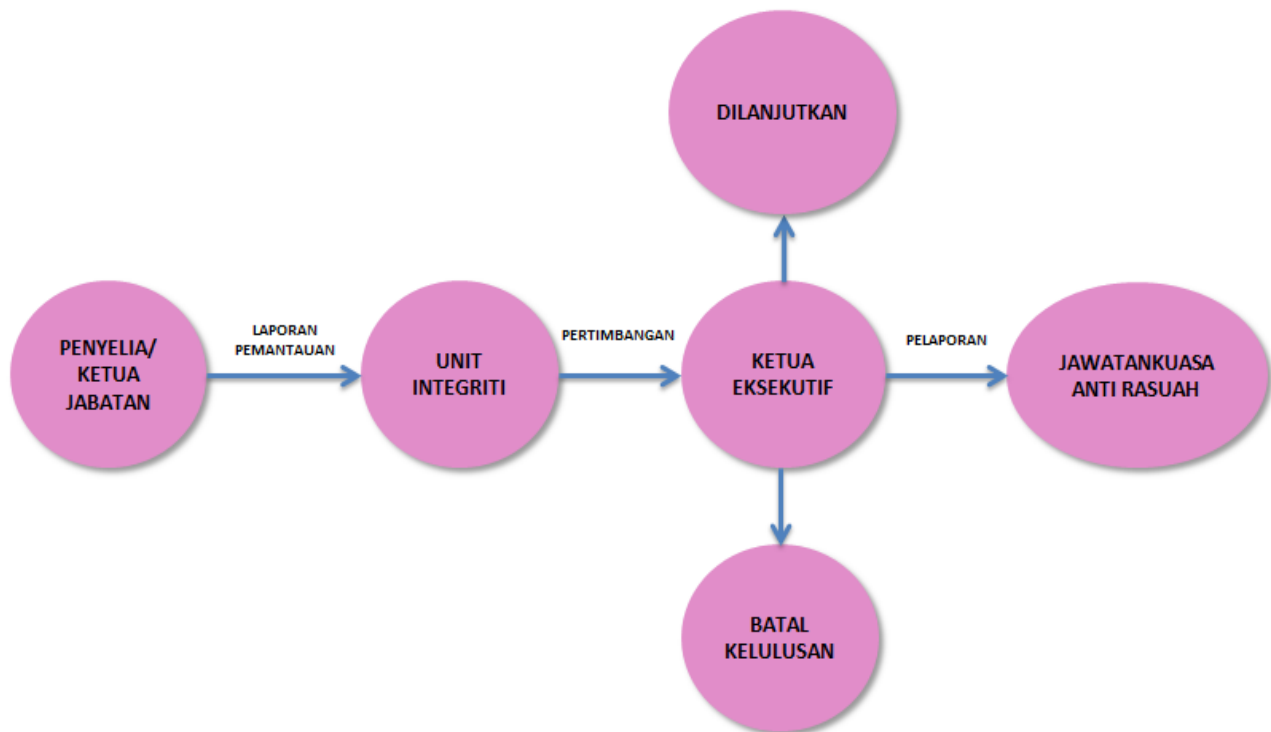 DILANJUTKAN
PENYELIA/
KETUA
JABATAN
LAPORAN
PEMANTAUAN
UNIT
INTEGRITI
PERTIMBANGAN
KETUA
EKSEKUTIF
PELAPORAN
JAWATANKUASA
ANTI RASUAH
BATAL
KELULUSAN